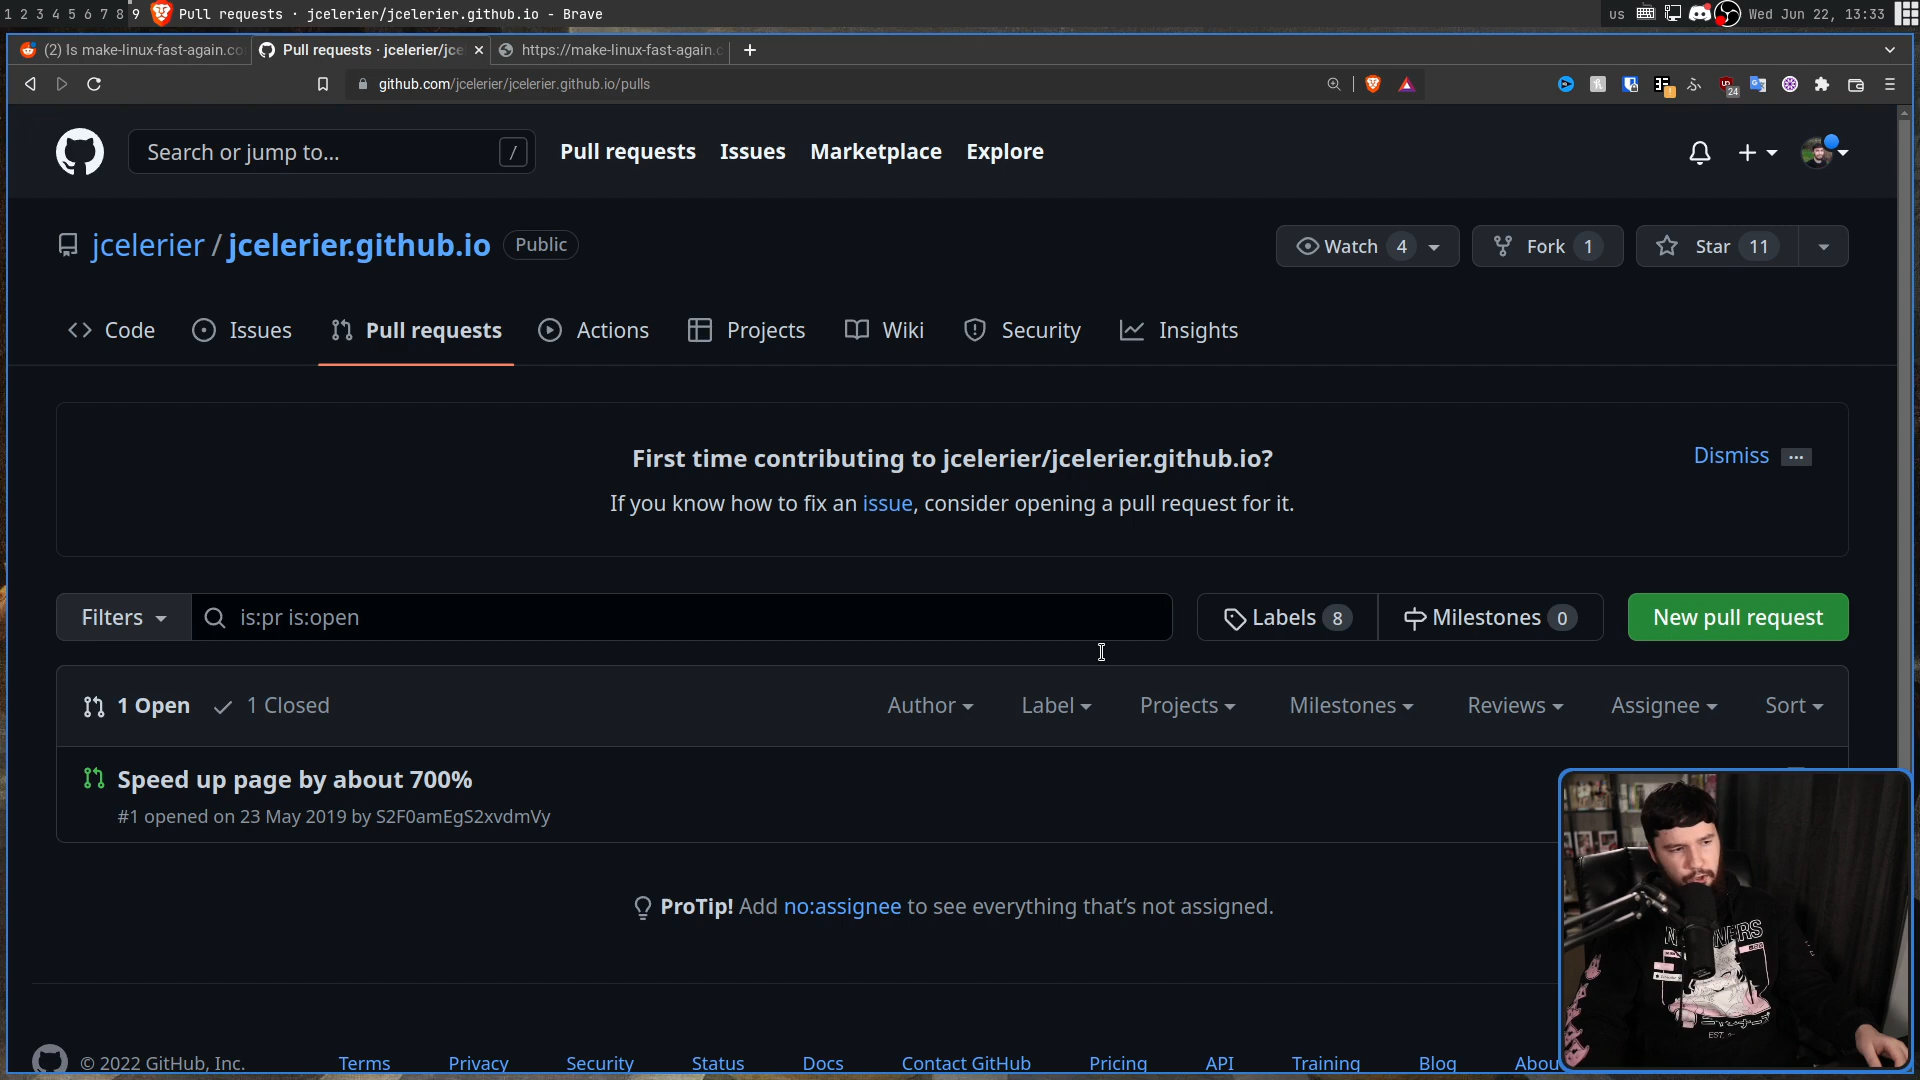 1 2 3 4 5 6 7 8 9 Pull requests · jcelerier/jcelerier.github.io - Brave
us Wed Jun 22, 13:33
(2) Is make-linux-fast-again.co
Pull requests · jcelerier/jce
https://make-linux-fast-again.c
github.com/jcelerier/jcelerier.github.io/pulls
24
Search or jump to... /
Pull requests Issues Marketplace Explore
jcelerier / jcelerier.github.io Public
Watch 4 Fork 1 Star 11
Code Issues Pull requests Actions Projects Wiki Security Insights
First time contributing to jcelerier/jcelerier.github.io?
Dismiss ...
If you know how to fix an issue, consider opening a pull request for it.
Filters is:pr is:open Labels 8 Milestones 0 New pull request
1 Open 1 Closed Author Label Projects Milestones Reviews Assignee Sort
Speed up page by about 700%
#1 opened on 23 May 2019 by S2F0amEgS2xvdmVy
ProTip! Add no:assignee to see everything that's not assigned.
© 2022 GitHub, Inc. Terms Privacy Security Status Docs Contact GitHub Pricing API Training Blog Abou